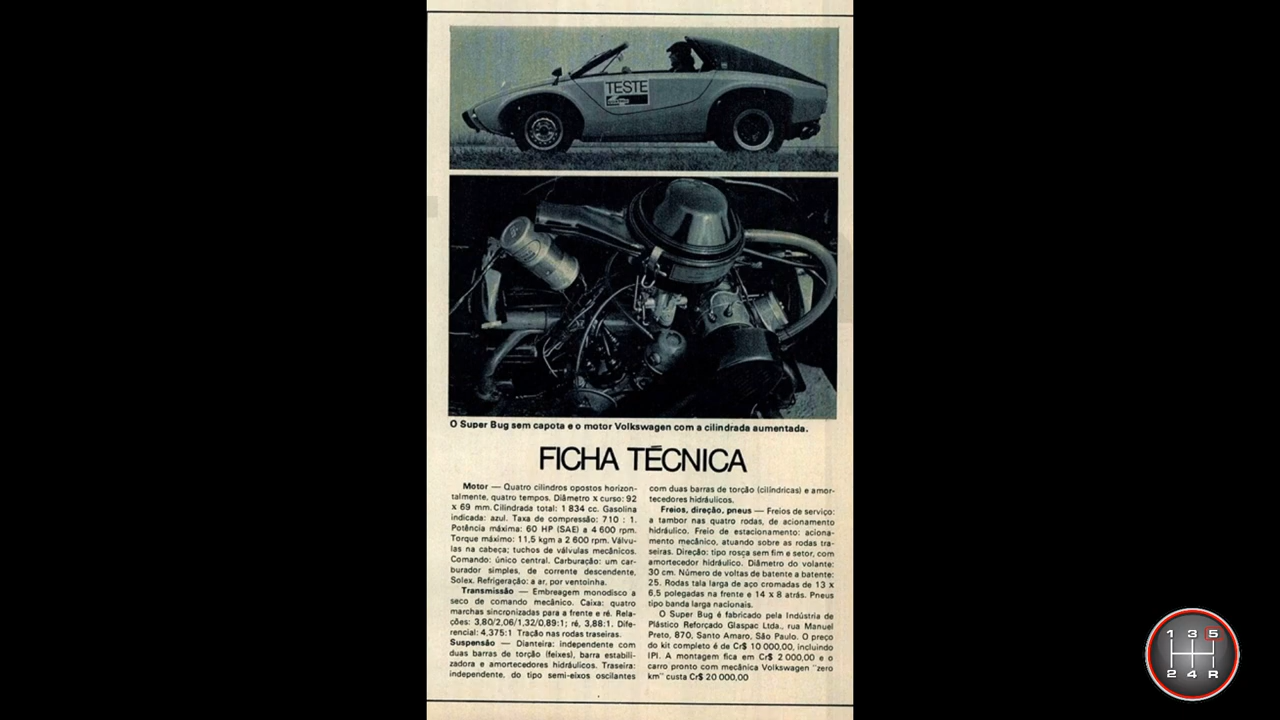 TESTE
O Super Bug sem capota e o motor Volkswagen com a cilindrada aumentada.
FICHA TÉCNICA
Motor — Quatro cilindros opostos horizon-
talmente, quatro tempos. Diâmetro x curso: 92
x 69 mm. Cilindrada total: 1 834 cc. Gasolina
indicada: azul. Taxa de compressão: 710 : 1.
Potência máxima: 60 HP (SAE) a 4 600 rpm.
Torque máximo: 11,5 kgm a 2 600 rpm. Válvu-
las na cabeça; tuchos de válvulas mecânicos.
Comando: único central. Carburação: um car-
burador simples, de corrente descendente,
Solex. Refrigeração: a ar, por ventoinha.
Transmissão — Embreagem monodisco a
seco de comando mecânico. Caixa: quatro
marchas sincronizadas para a frente e ré. Rela-
ções: 3,80/2,06/1,32/0,89:1; ré, 3,88:1. Dife-
rencial: 4,375:1 Tração nas rodas traseiras.
Suspensão — Dianteira: independente com
duas barras de torção (feixes), barra estabili-
zadora e amortecedores hidráulicos. Traseira:
independente, do tipo semi-eixos oscilantes
com duas barras de torção (cilíndricas) e amor-
tecedores hidráulicos.
Freios, direção, pneus — Freios de serviço:
a tambor nas quatro rodas, de acionamento
hidráulico. Freio de estacionamento: aciona-
mento mecânico, atuando sobre as rodas tra-
seiras. Direção: tipo rosca sem fim e setor, com
amortecedor hidráulico. Diâmetro do volante:
30 cm. Número de voltas de batente a batente:
25. Rodas tala larga de aço cromadas de 13 x
6,5 polegadas na frente e 14 x 8 atrás. Pneus
tipo banda larga nacionais.
O Super Bug é fabricado pela Indústria de
Plástico Reforçado Glaspac Ltda., rua Manuel
Preto, 870, Santo Amaro, São Paulo. O preço
do kit completo é de Cr$ 10 000,00, incluindo
IPI. A montagem fica em Cr$ 2 000,00 e o
carro pronto com mecânica Volkswagen "zero
km" custa Cr$ 20 000,00
1 3 5
2 4 R